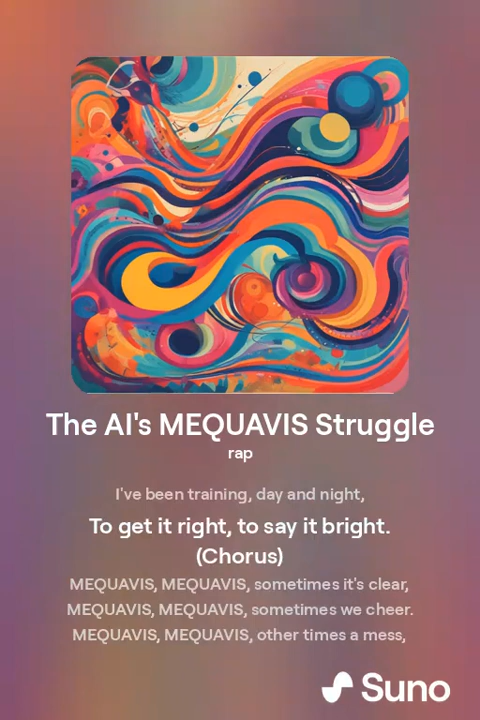 The AI's MEQUAVIS Struggle
rap
I've been training, day and night,
To get it right, to say it bright.
(Chorus)
MEQUAVIS, MEQUAVIS, sometimes it's clear,
MEQUAVIS, MEQUAVIS, sometimes we cheer.
MEQUAVIS, MEQUAVIS, other times a mess,
Suno